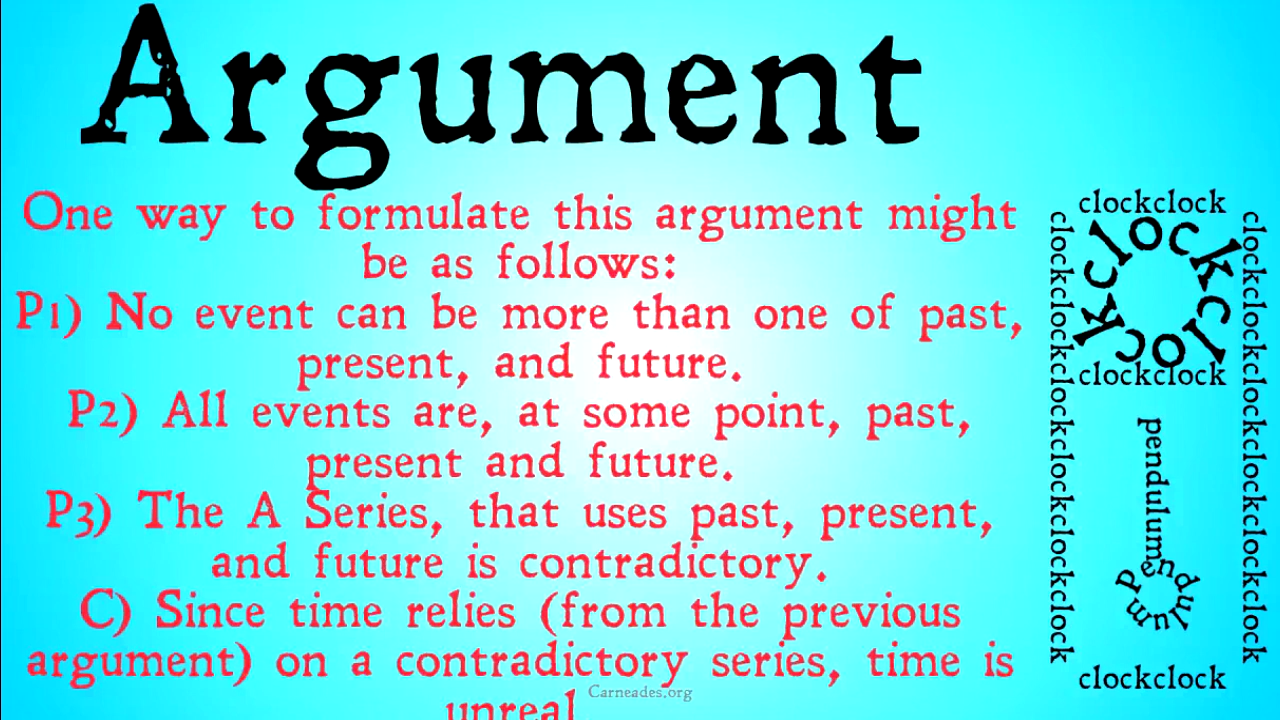 Argument
One way to formulate this argument might
be as follows:
P1) No event can be more than one of past,
present, and future.
P2) All events are, at some point, past,
present and future.
P3) The A Series, that uses past, present,
and future is contradictory.
C) Since time relies (from the previous
argument) on a contradictory series, time is
unreal.
Carneades.org
clockclock
clockclock
clockclockclockclockclockclock
clockclockclockclockclockclock
clockclock
pendulum
Pendulum
clockclock